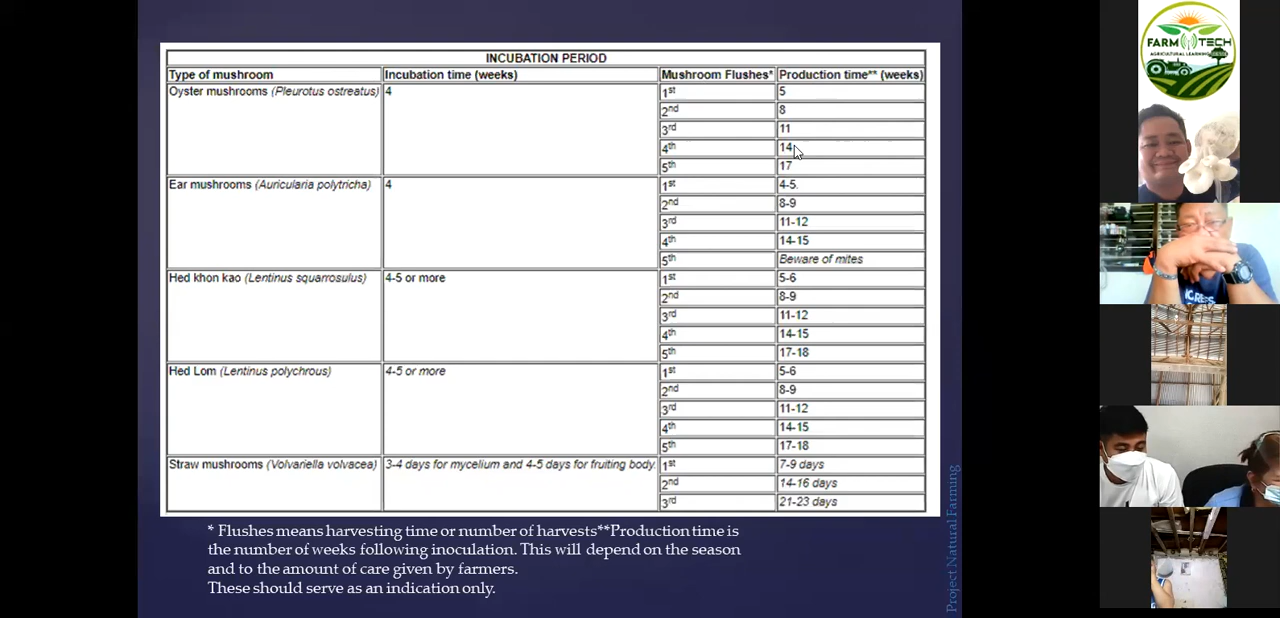 INCUBATION PERIOD
Type of mushroom Incubation time (weeks) Mushroom Flushes* Production time** (weeks)
Oyster mushrooms (Pleurotus ostreatus) 4 1st 5
2nd 8
3rd 11
4th 14
5th 17
Ear mushrooms (Auricularia polytricha) 4 1st 4-5.
2nd 8-9
3rd 11-12
4th 14-15
5th Beware of mites
Hed khon kao (Lentinus squarrosulus) 4-5 or more 1st 5-6
2nd 8-9
3rd 11-12
4th 14-15
5th 17-18
Hed Lom (Lentinus polychrous) 4-5 or more 1st 5-6
2nd 8-9
3rd 11-12
4th 14-15
5th 17-18
Straw mushrooms (Volvariella volvacea) 3-4 days for mycelium and 4-5 days for fruiting body. 1st 7-9 days
2nd 14-16 days
3rd 21-23 days
* Flushes means harvesting time or number of harvests**Production time is
the number of weeks following inoculation. This will depend on the season
and to the amount of care given by farmers.
These should serve as an indication only.
Project Natural Farming
FARM TECH
AGRICULTURAL LEARNING CENTER